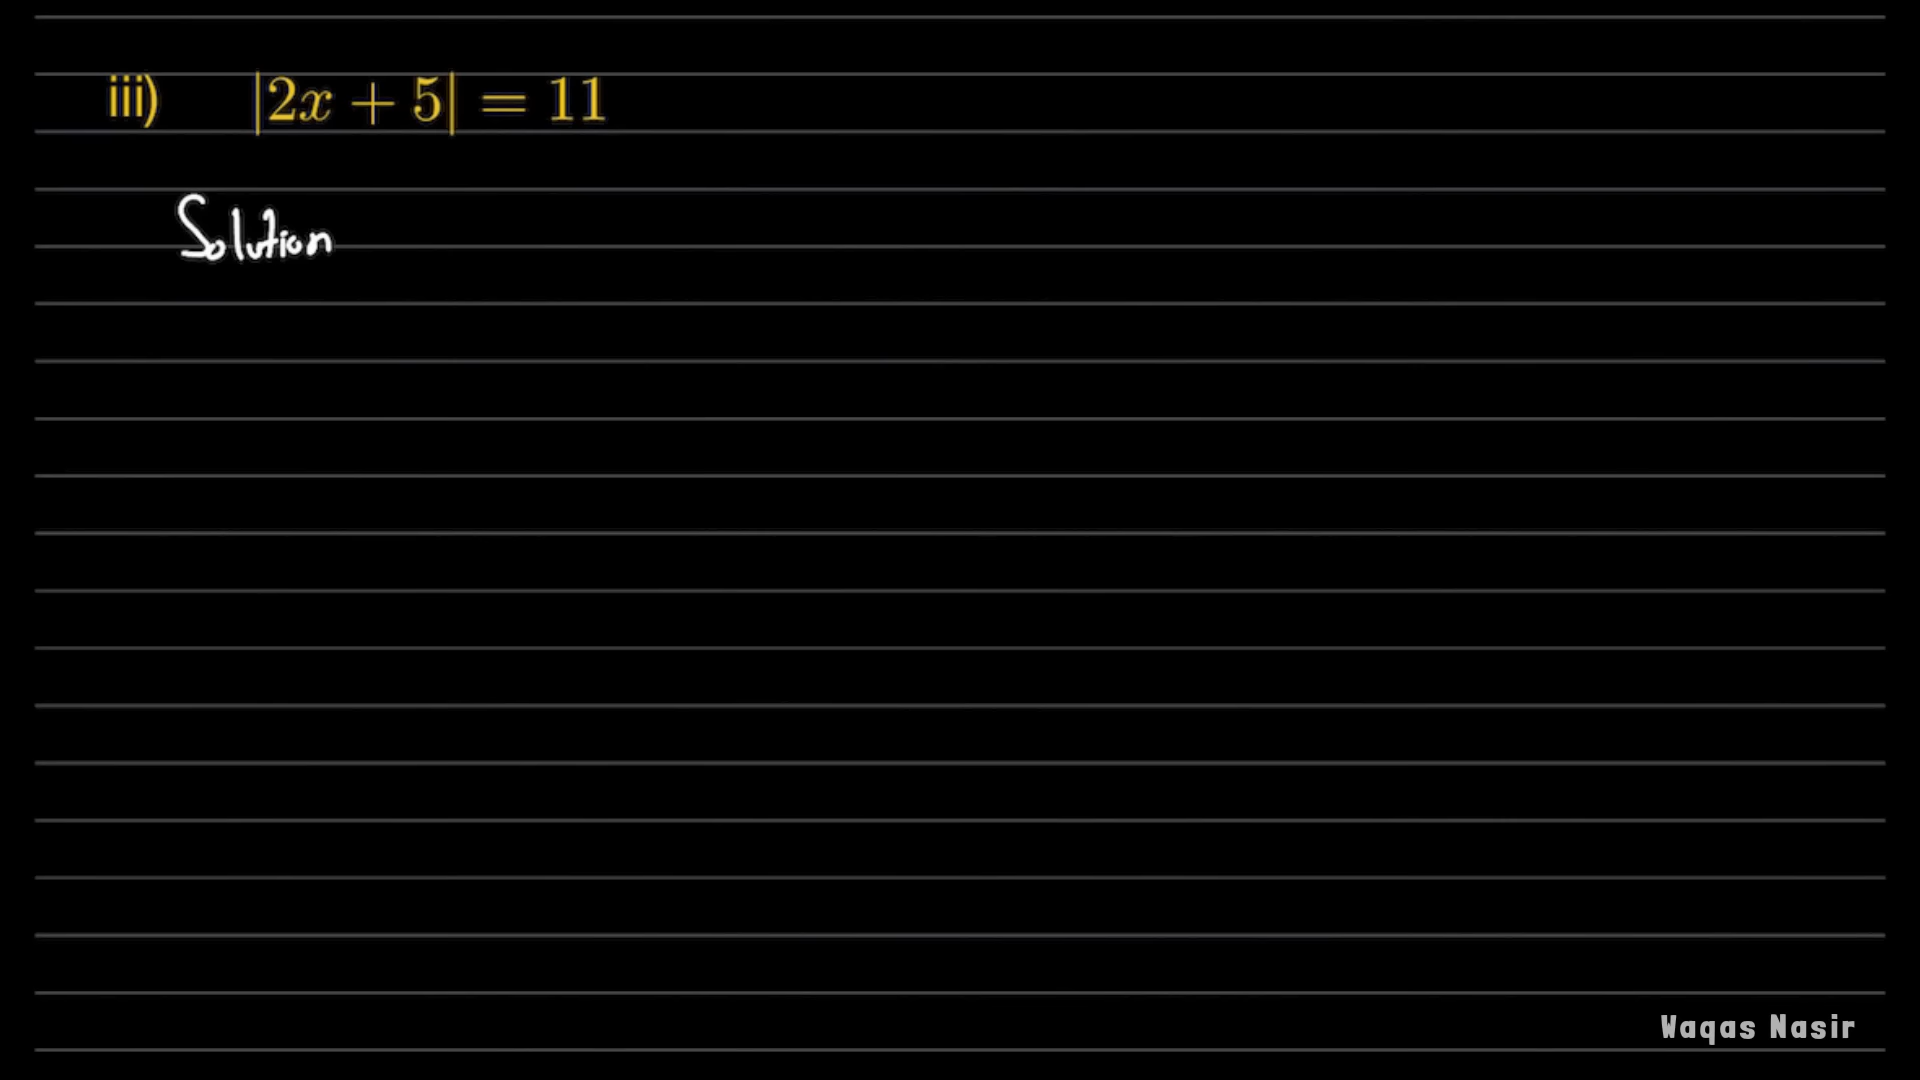 iii) |2x + 5| = 11
Solution
Waqas Nasir